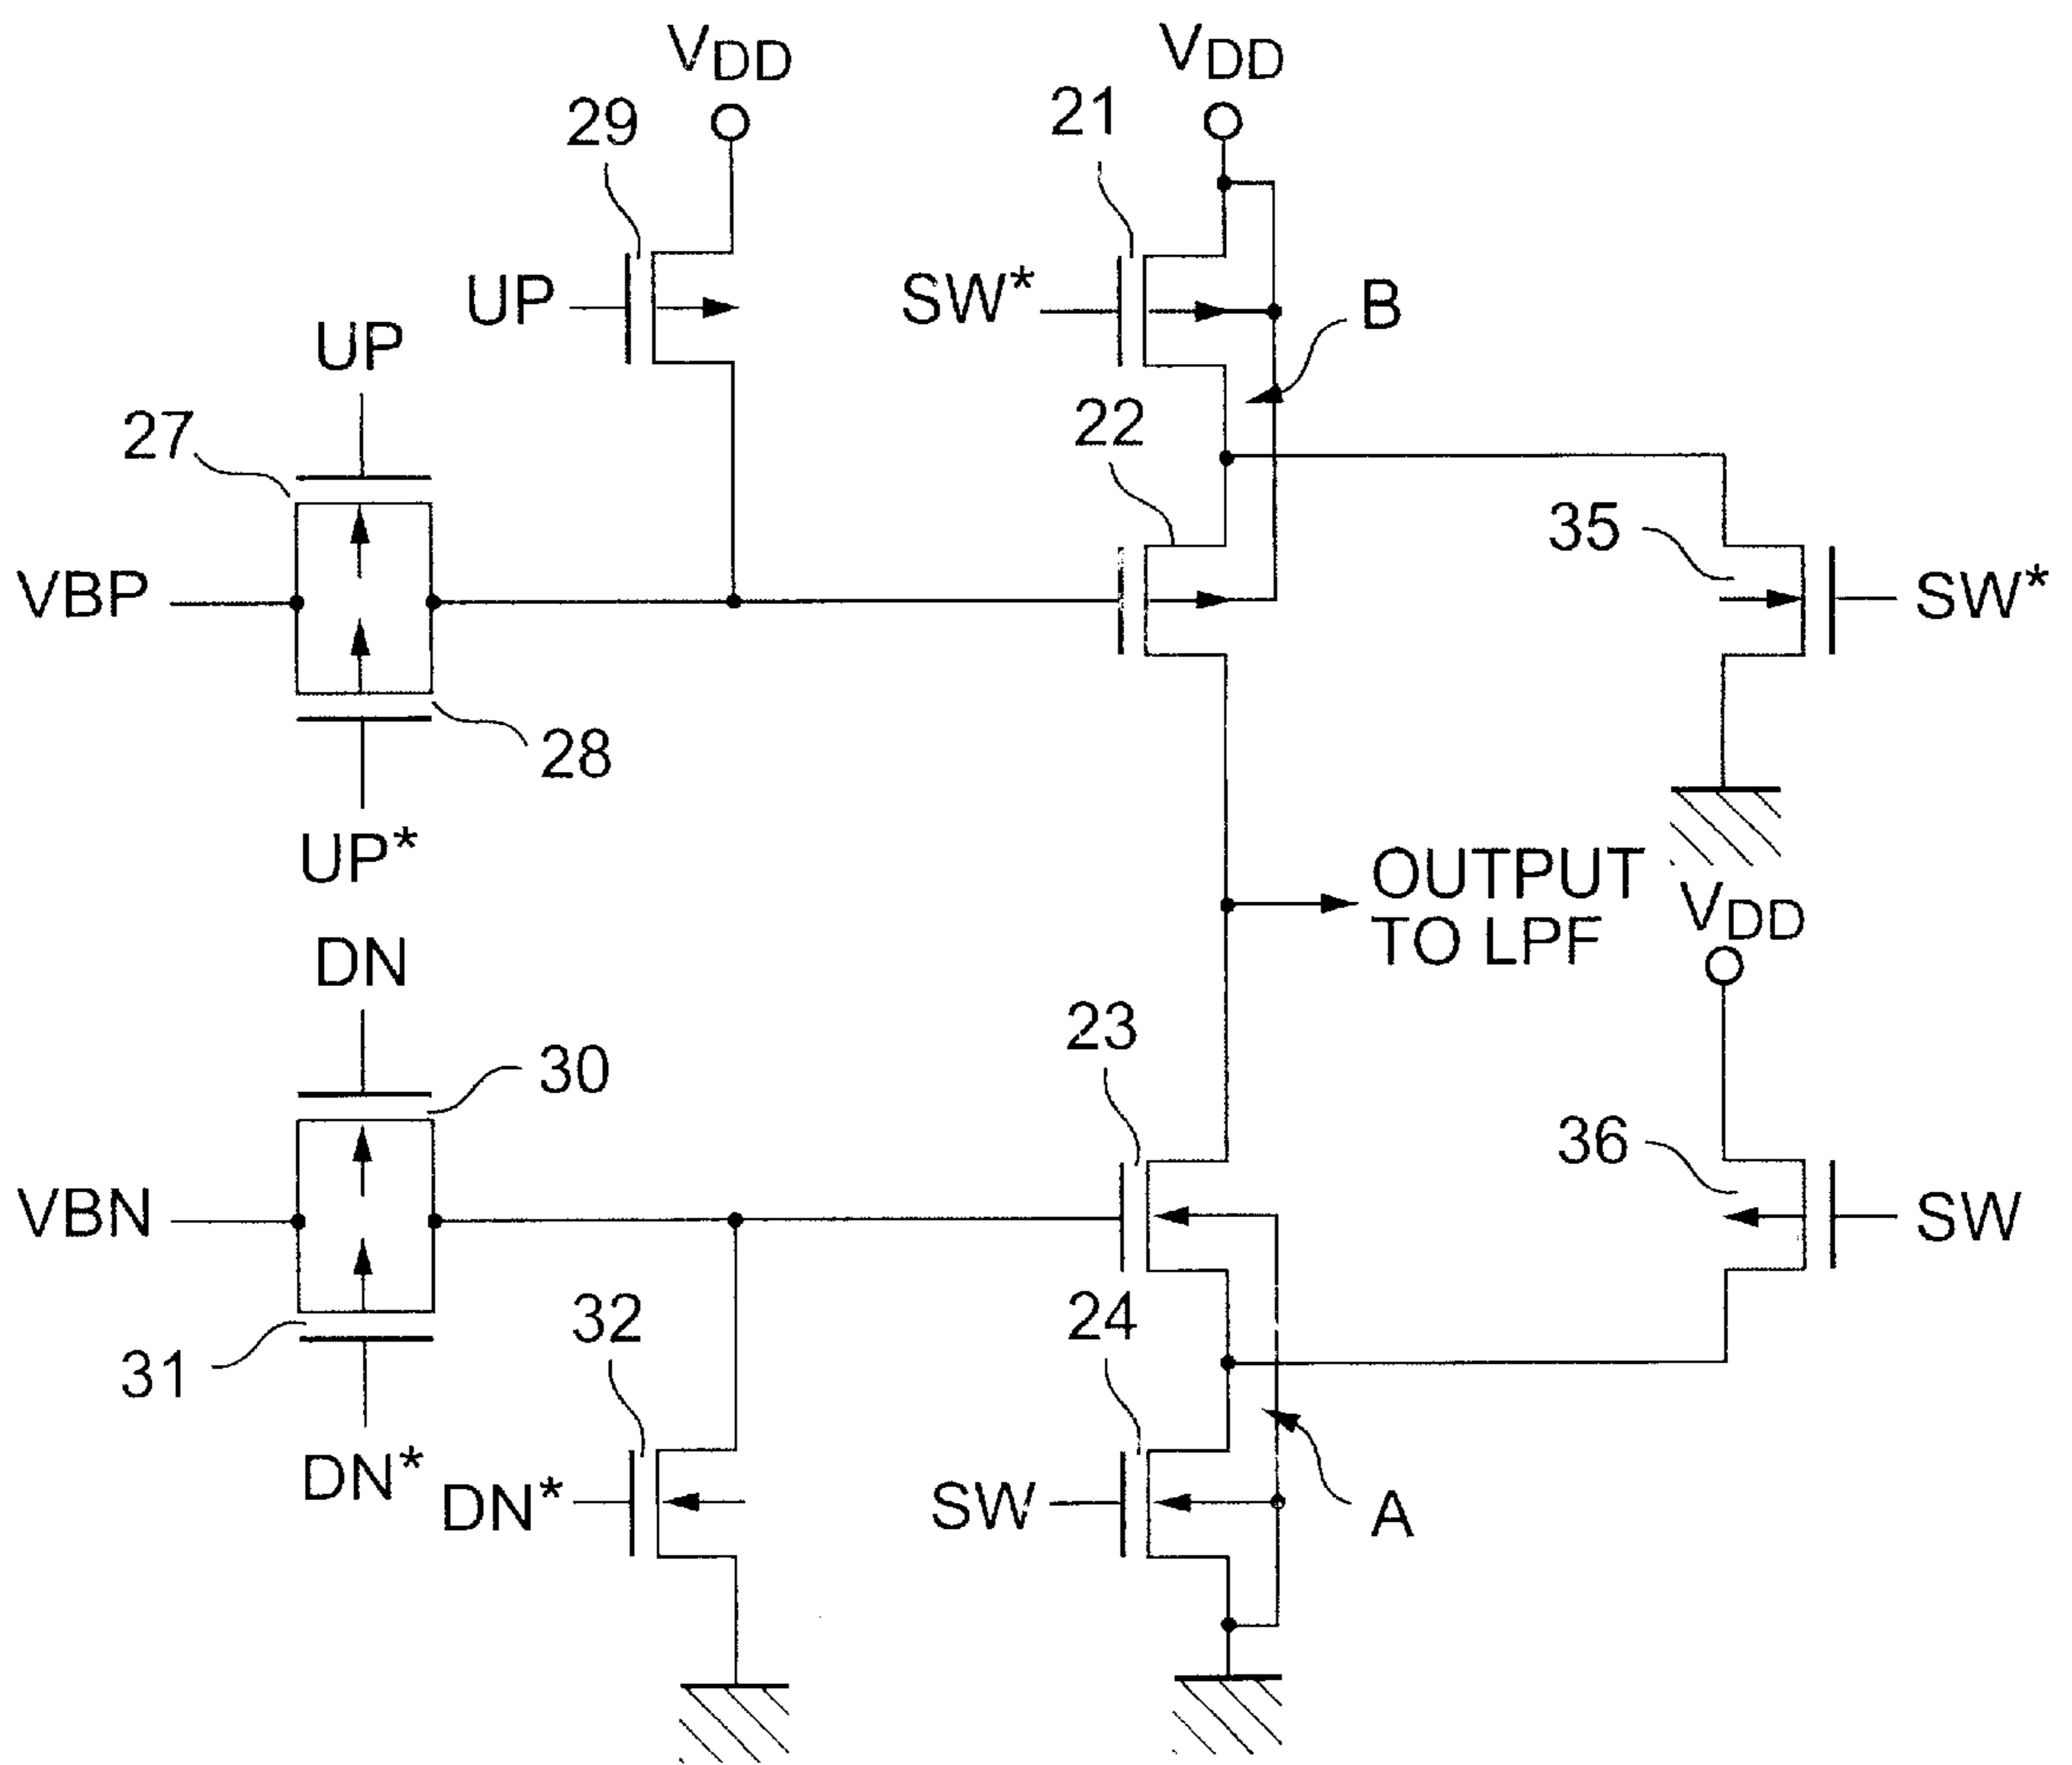 VDD
VDD
29
21
UP
SW*
B
UP
27
22
35
VBP
SW*
28
UP*
OUTPUT
TO LPF
VDD
DN
23
30
36
VBN
SW
32
24
31
DN*
DN*
SW
A